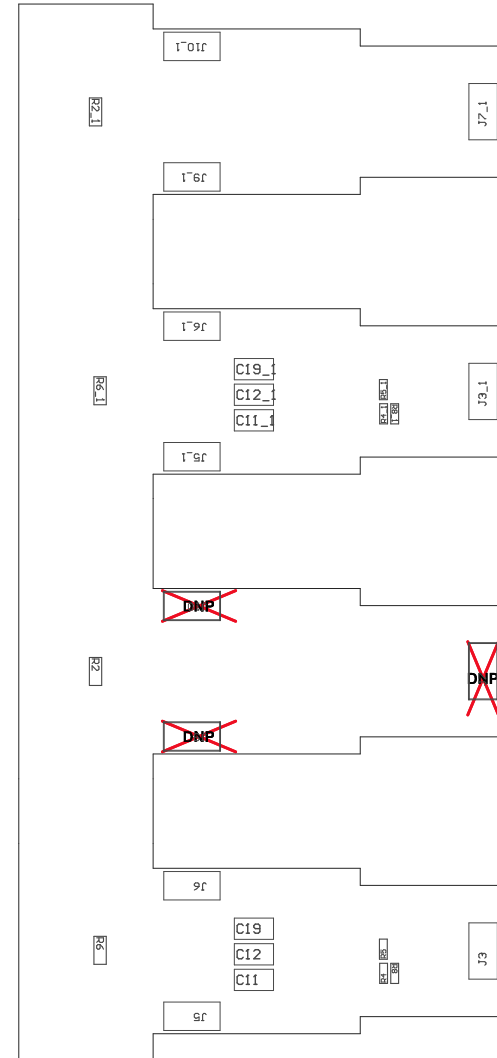 J10_1
R2_1
J7_1
J9_1
J6_1
C19_1
R6_1
R5_1
J3_1
C12_1
R4_1
R8_1
C11_1
J5_1
DNP
R2
DNP
DNP
J6
C19
R6
R5
C12
J3
R4
R8
C11
J5